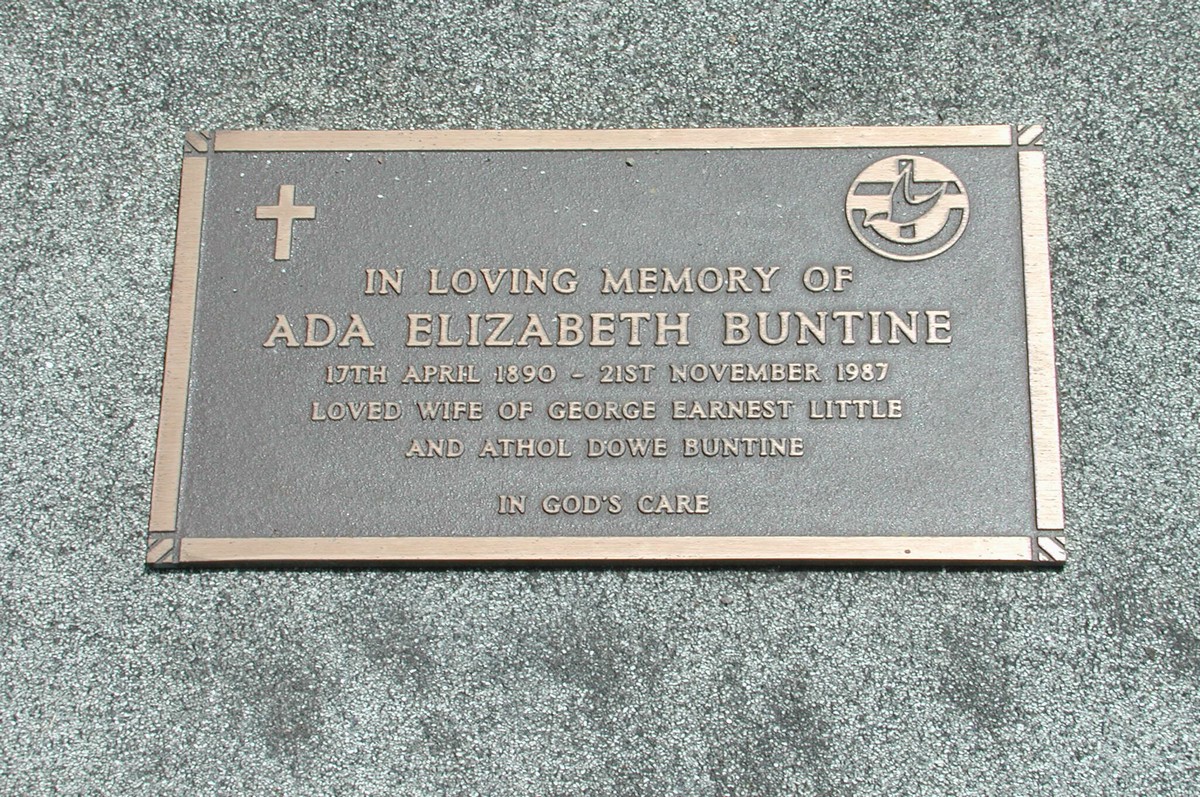 IN LOVING MEMORY OF
ADA ELIZABETH BUNTINE
17TH APRIL 1890 - 21ST NOVEMBER 1987
LOVED WIFE OF GEORGE EARNEST LITTLE
AND ATHOL DOWE BUNTINE
IN GOD'S CARE